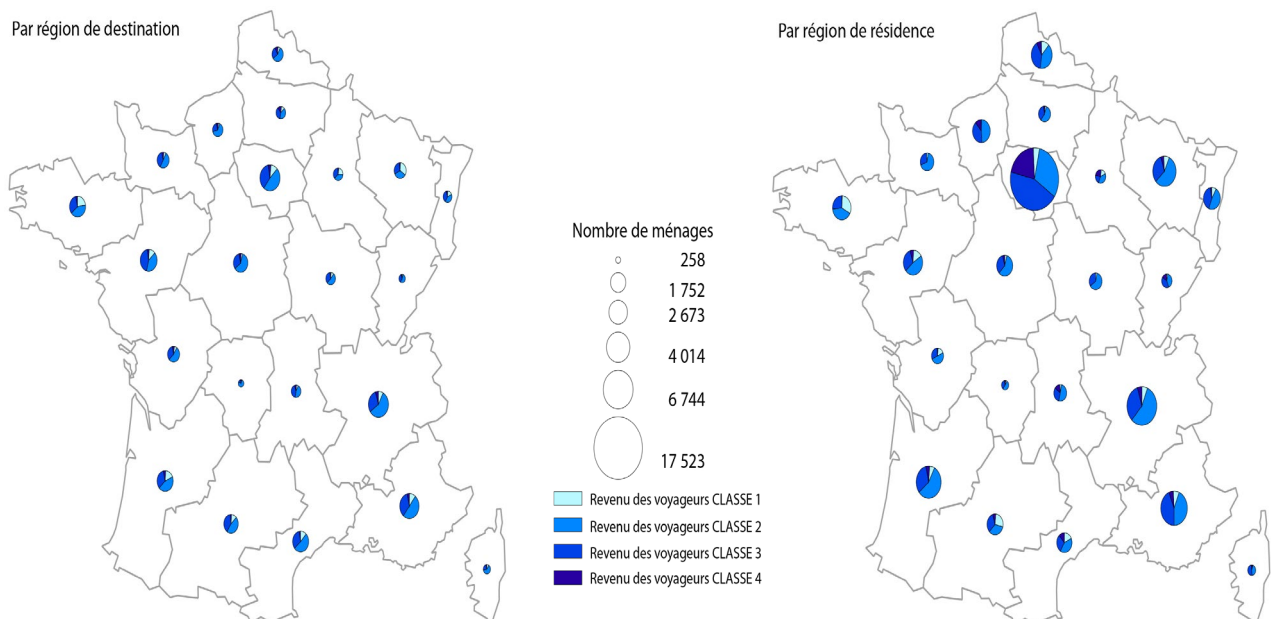 Par région de destination
Par région de résidence
Nombre de ménages
258
1 752
2 673
4 014
6 744
17 523
Revenu des voyageurs CLASSE 1
Revenu des voyageurs CLASSE 2
Revenu des voyageurs CLASSE 3
Revenu des voyageurs CLASSE 4